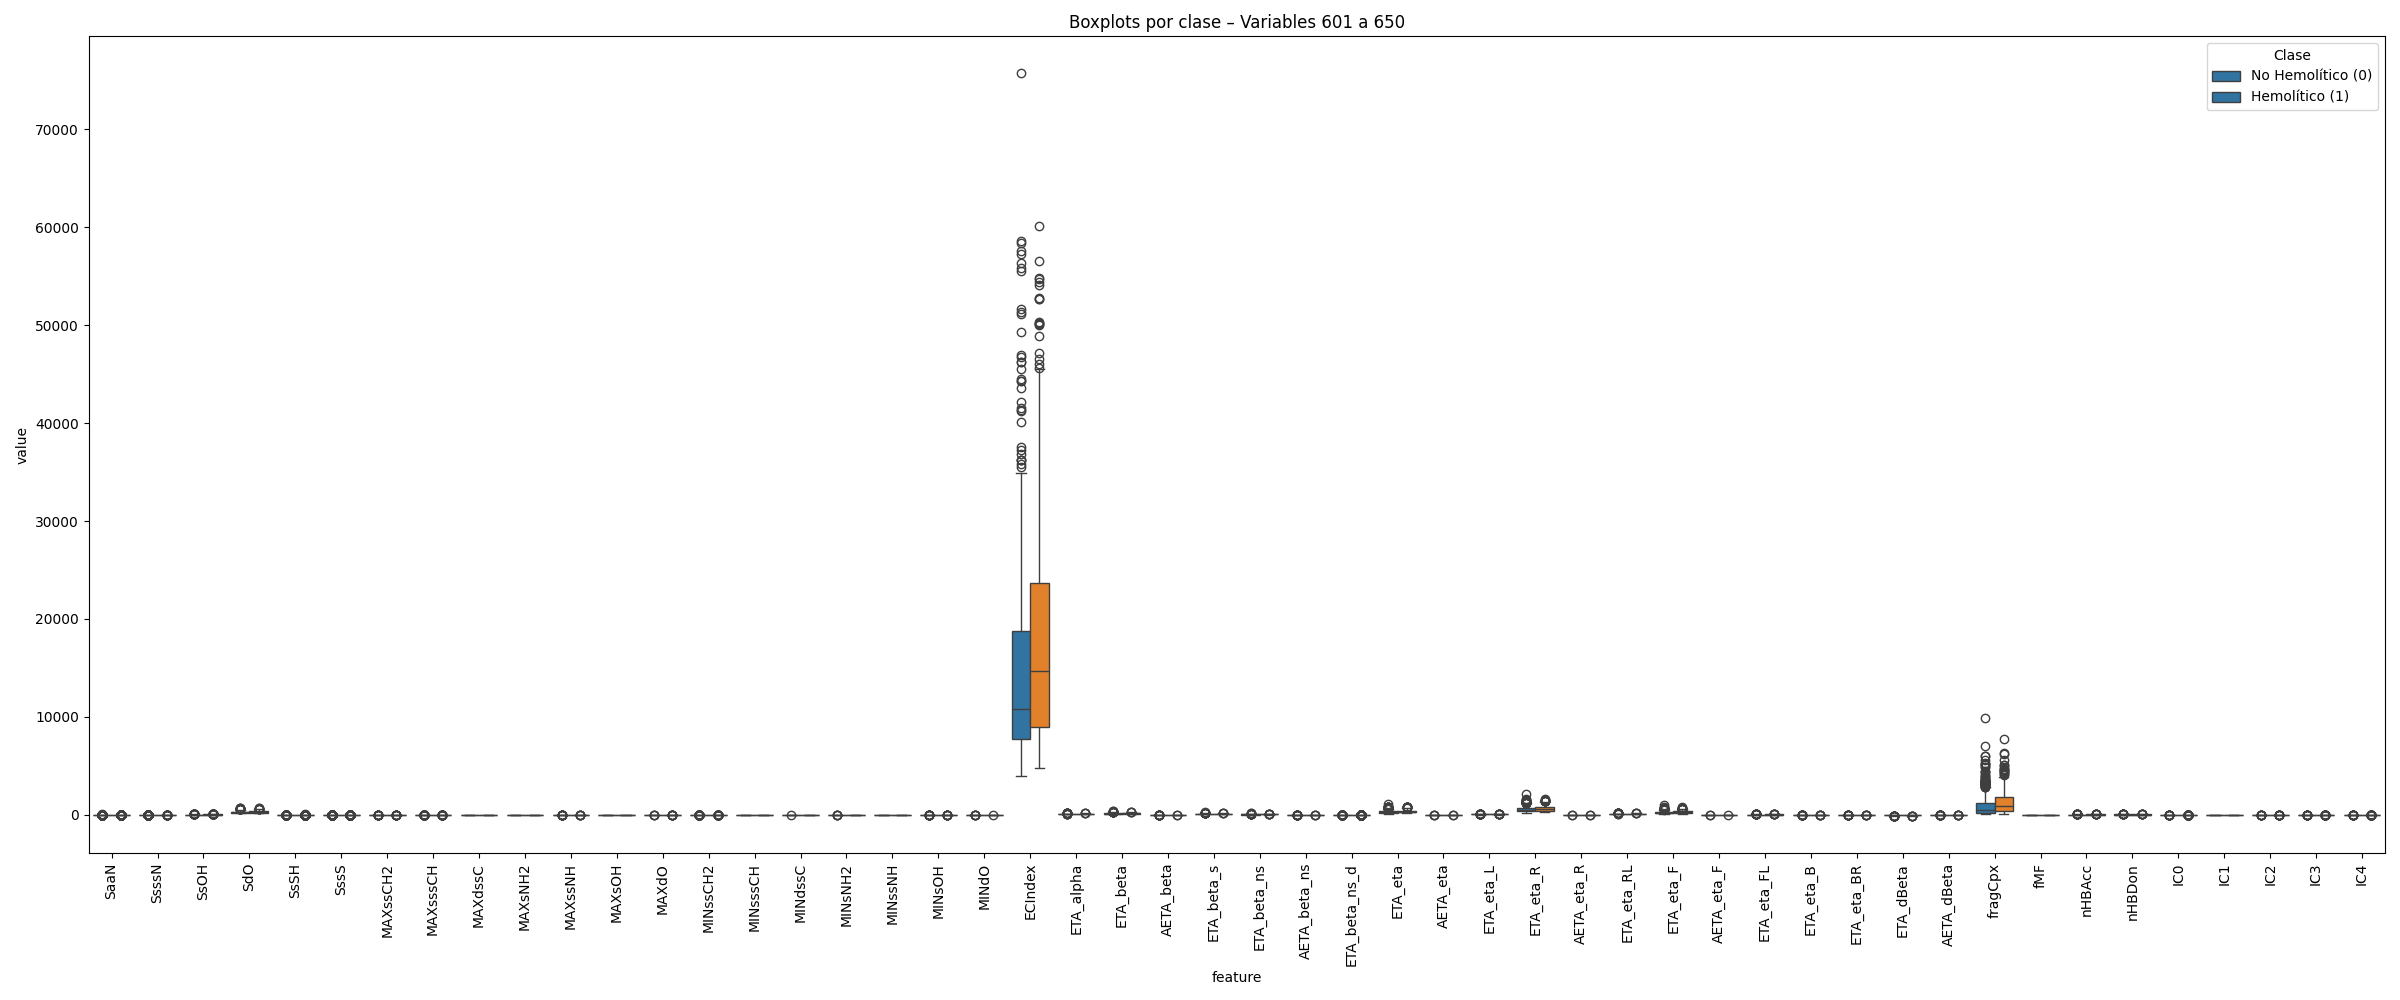 Boxplots por clase – Variables 601 a 650
Clase
No Hemolítico (0)
Hemolítico (1)
value
70000
60000
50000
40000
30000
20000
10000
0
SaaN
SsssN
SsOH
SdO
SssH
SssS
MAXssCH2
MAXsssCH
MAXdssC
MAXsNH2
MAXssNH
MAXsOH
MAXdO
MINssCH2
MINsssCH
MINdssC
MINsNH2
MINssNH
MINsOH
MINdO
ECIndex
ETA_alpha
ETA_beta
AETA_beta
ETA_beta_s
ETA_beta_ns
AETA_beta_ns
ETA_beta_ns_d
ETA_eta
AETA_eta
ETA_eta_L
ETA_eta_R
AETA_eta_R
ETA_eta_RL
ETA_eta_F
AETA_eta_F
ETA_eta_FL
ETA_eta_B
ETA_eta_BR
ETA_dBeta
AETA_dBeta
fragCpx
fMF
nHBAcc
nHBDon
IC0
IC1
IC2
IC3
IC4
feature